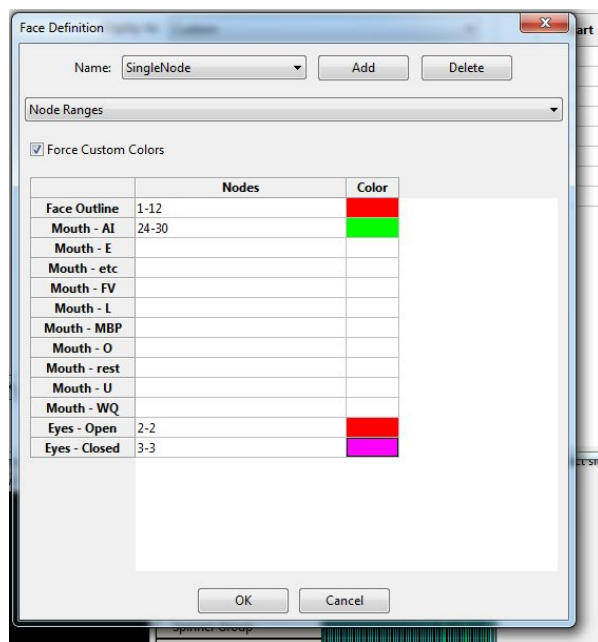 Face Definition
art
Name: SingleNode Add Delete
Node Ranges
Force Custom Colors
Nodes Color
Face Outline 1-12
Mouth - AI 24-30
Mouth - E
Mouth - etc
Mouth - FV
Mouth - L
Mouth - MBP
Mouth - O
Mouth - rest
Mouth - U
Mouth - WQ
Eyes - Open 2-2
Eyes - Closed 3-3
OK Cancel